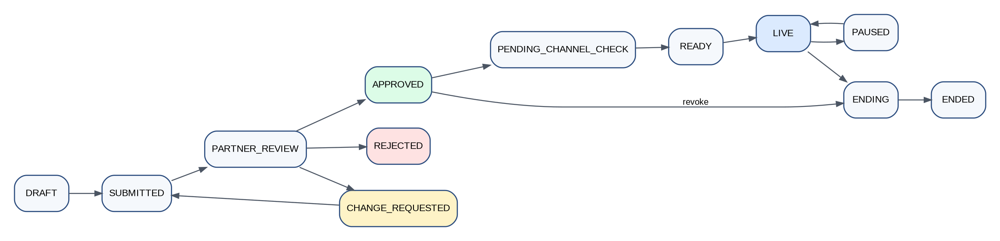 DRAFT
SUBMITTED
PARTNER_REVIEW
APPROVED
REJECTED
CHANGE_REQUESTED
PENDING_CHANNEL_CHECK
READY
LIVE
PAUSED
revoke
ENDING
ENDED